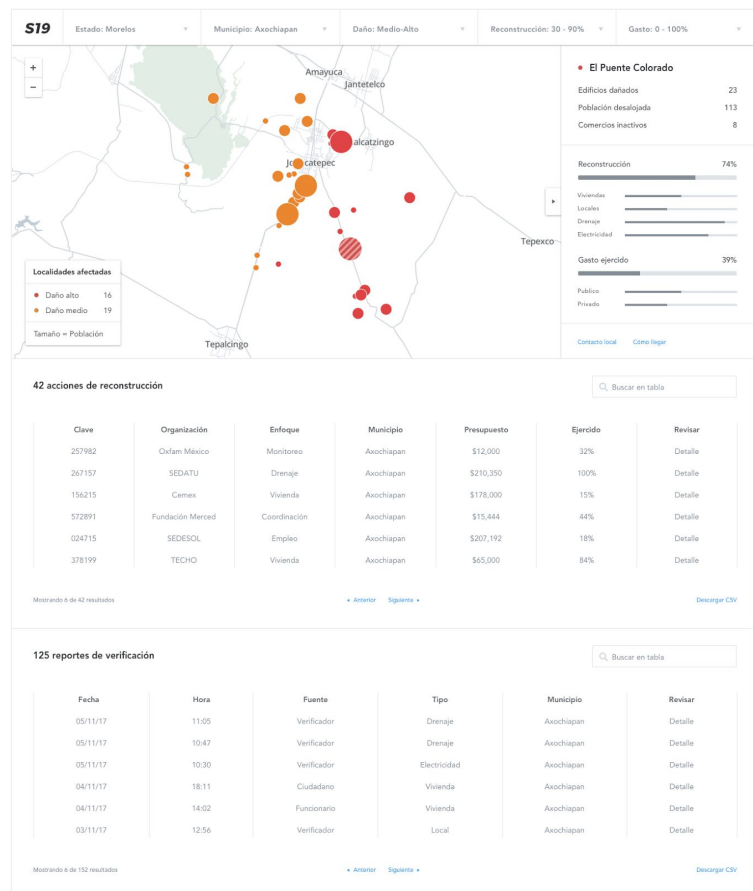 S19 Estado: Morelos Municipio: Axochiapan Daño: Medio-Alto Reconstrucción: 30 - 90% Gasto: 0 - 100%
+
−
Amayuca
Jantetelco
alcatzingo
Tepexco
Tepalcingo
Localidades afectadas
Daño alto 16
Daño medio 19
Tamaño = Población
El Puente Colorado
Edificios dañados 23
Población desalojada 113
Comercios inactivos 8
Reconstrucción 74%
Viviendas
Locales
Drenaje
Electricidad
Gasto ejercido 39%
Publico
Privado
Contacto local Cómo llegar
42 acciones de reconstrucción Buscar en tabla
Clave Organización Enfoque Municipio Presupuesto Ejercido Revisar
257982 Oxfam México Monitoreo Axochiapan $12,000 32% Detalle
267157 SEDATU Drenaje Axochiapan $210,350 100% Detalle
156215 Cemex Vivienda Axochiapan $178,000 15% Detalle
572891 Fundación Merced Coordinación Axochiapan $15,444 44% Detalle
024715 SEDESOL Empleo Axochiapan $207,192 18% Detalle
378199 TECHO Vivienda Axochiapan $65,000 84% Detalle
Mostrando 6 de 42 resultados Anterior Siguiente Descargar CSV
125 reportes de verificación Buscar en tabla
Fecha Hora Fuente Tipo Municipio Revisar
05/11/17 11:05 Verificador Drenaje Axochiapan Detalle
05/11/17 10:47 Verificador Drenaje Axochiapan Detalle
05/11/17 10:30 Verificador Electricidad Axochiapan Detalle
04/11/17 18:11 Ciudadano Vivienda Axochiapan Detalle
04/11/17 14:02 Funcionario Vivienda Axochiapan Detalle
03/11/17 12:56 Verificador Local Axochiapan Detalle
Mostrando 6 de 152 resultados Anterior Siguiente Descargar CSV